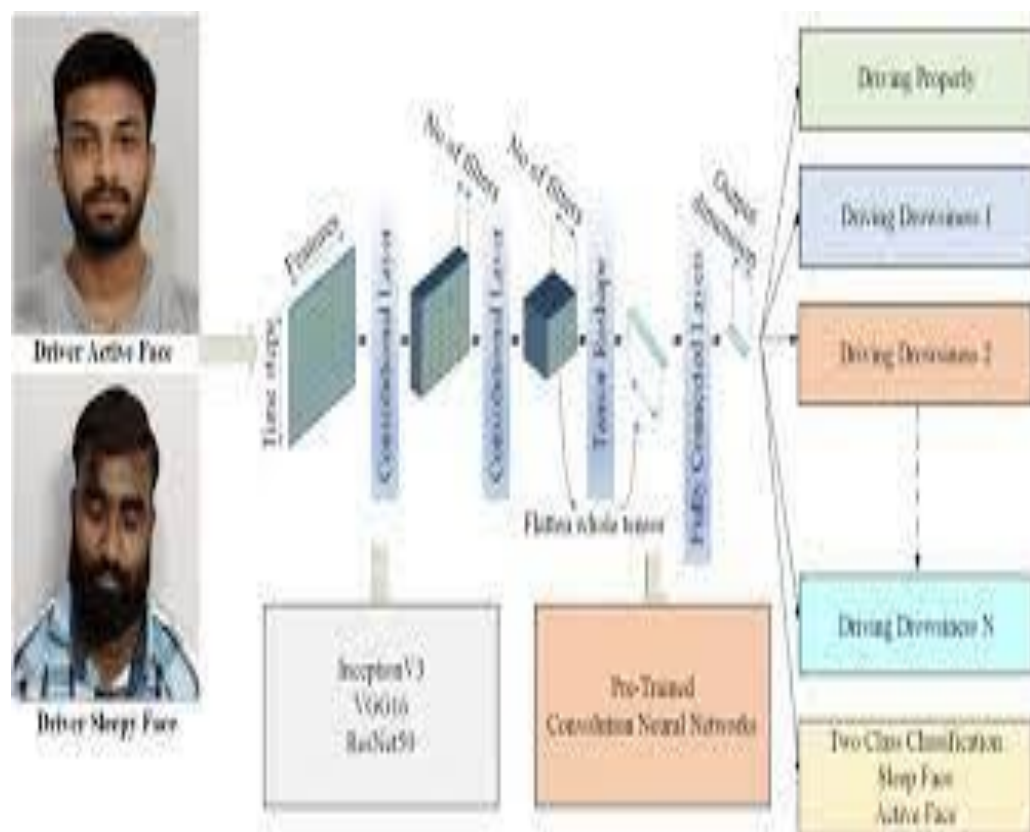 Driver Active Face
Driver Sleepy Face
Time steps
Features
Convolutional Layer
No of filters
Convolutional Layer
No of filters
Tensor Reshape
Flatten whole tensor
Fully Connected Layers
Output
InceptionV3
VGG16
ResNet50
Pre-Trained
Convolution Neural Networks
Driving Properly
Driving Drowsiness 1
Driving Drowsiness 2
Driving Drowsiness N
Two Class Classification
Sleep Face
Active Face